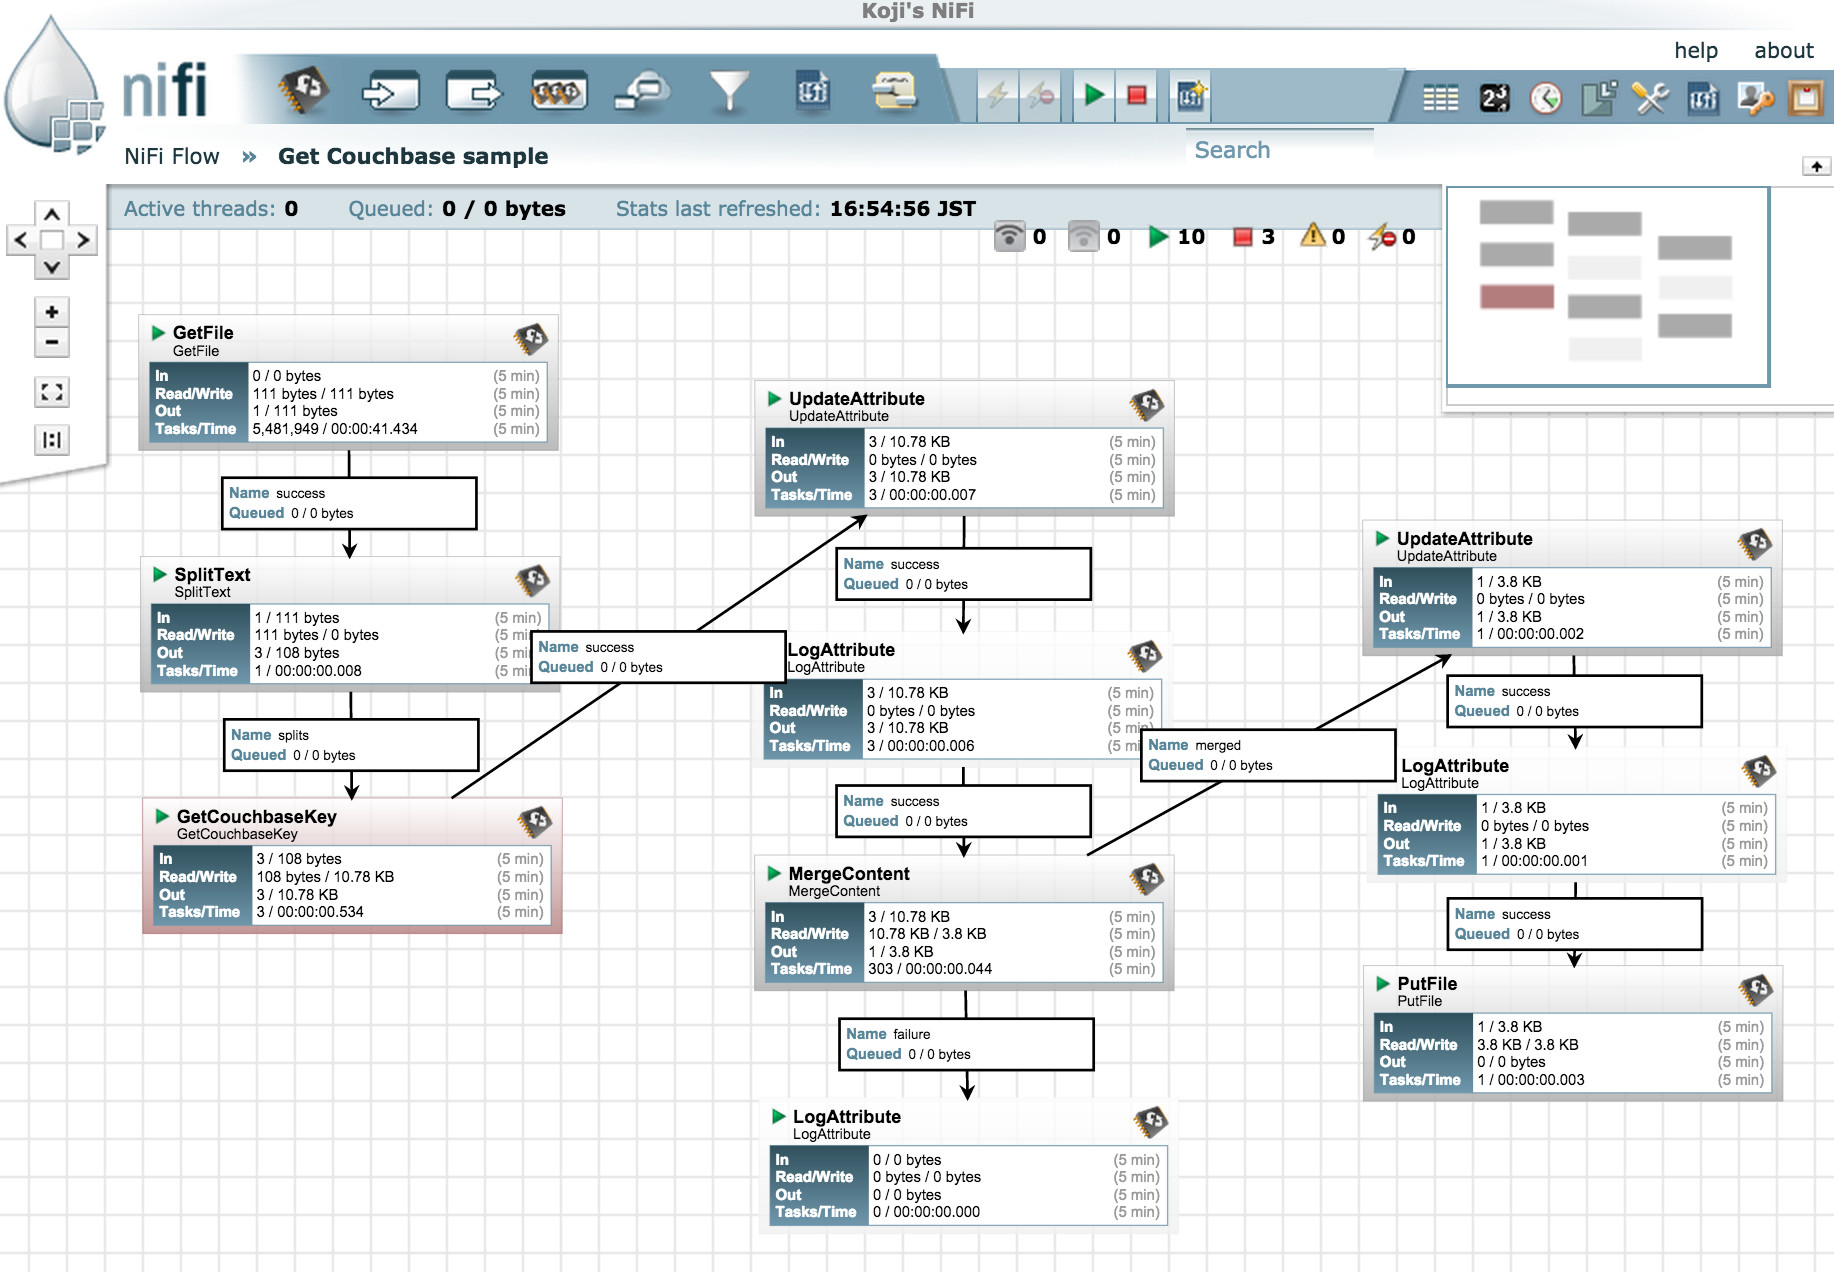 Koji's NiFi
help about
nifi
NiFi Flow » Get Couchbase sample
Search
Active threads: 0 Queued: 0 / 0 bytes Stats last refreshed: 16:54:56 JST
0 0 10 3 0 0
GetFile
GetFile
In 0 / 0 bytes (5 min)
Read/Write 111 bytes / 111 bytes (5 min)
Out 1 / 111 bytes (5 min)
Tasks/Time 5,481,949 / 00:00:41.434 (5 min)
Name success
Queued 0 / 0 bytes
SplitText
SplitText
In 1 / 111 bytes (5 min)
Read/Write 111 bytes / 0 bytes (5 min
Out 3 / 108 bytes (5 min
Tasks/Time 1 / 00:00:00.008 (5 min
Name splits
Queued 0 / 0 bytes
GetCouchbaseKey
GetCouchbaseKey
In 3 / 108 bytes (5 min)
Read/Write 108 bytes / 10.78 KB (5 min)
Out 3 / 10.78 KB (5 min)
Tasks/Time 3 / 00:00:00.534 (5 min)
Name success
Queued 0 / 0 bytes
UpdateAttribute
UpdateAttribute
In 3 / 10.78 KB (5 min)
Read/Write 0 bytes / 0 bytes (5 min)
Out 3 / 10.78 KB (5 min)
Tasks/Time 3 / 00:00:00.007 (5 min)
Name success
Queued 0 / 0 bytes
LogAttribute
LogAttribute
In 3 / 10.78 KB (5 min)
Read/Write 0 bytes / 0 bytes (5 min)
Out 3 / 10.78 KB (5 min)
Tasks/Time 3 / 00:00:00.006 (5 mi
Name success
Queued 0 / 0 bytes
MergeContent
MergeContent
In 3 / 10.78 KB (5 min)
Read/Write 10.78 KB / 3.8 KB (5 min)
Out 1 / 3.8 KB (5 min)
Tasks/Time 303 / 00:00:00.044 (5 min)
Name failure
Queued 0 / 0 bytes
LogAttribute
LogAttribute
In 0 / 0 bytes (5 min)
Read/Write 0 bytes / 0 bytes (5 min)
Out 0 / 0 bytes (5 min)
Tasks/Time 0 / 00:00:00.000 (5 min)
Name merged
Queued 0 / 0 bytes
UpdateAttribute
UpdateAttribute
In 1 / 3.8 KB (5 min)
Read/Write 0 bytes / 0 bytes (5 min)
Out 1 / 3.8 KB (5 min)
Tasks/Time 1 / 00:00:00.002 (5 min)
Name success
Queued 0 / 0 bytes
LogAttribute
LogAttribute
In 1 / 3.8 KB (5 min)
Read/Write 0 bytes / 0 bytes (5 min)
Out 1 / 3.8 KB (5 min)
Tasks/Time 1 / 00:00:00.001 (5 min)
Name success
Queued 0 / 0 bytes
PutFile
PutFile
In 1 / 3.8 KB (5 min)
Read/Write 3.8 KB / 3.8 KB (5 min)
Out 0 / 0 bytes (5 min)
Tasks/Time 1 / 00:00:00.003 (5 min)